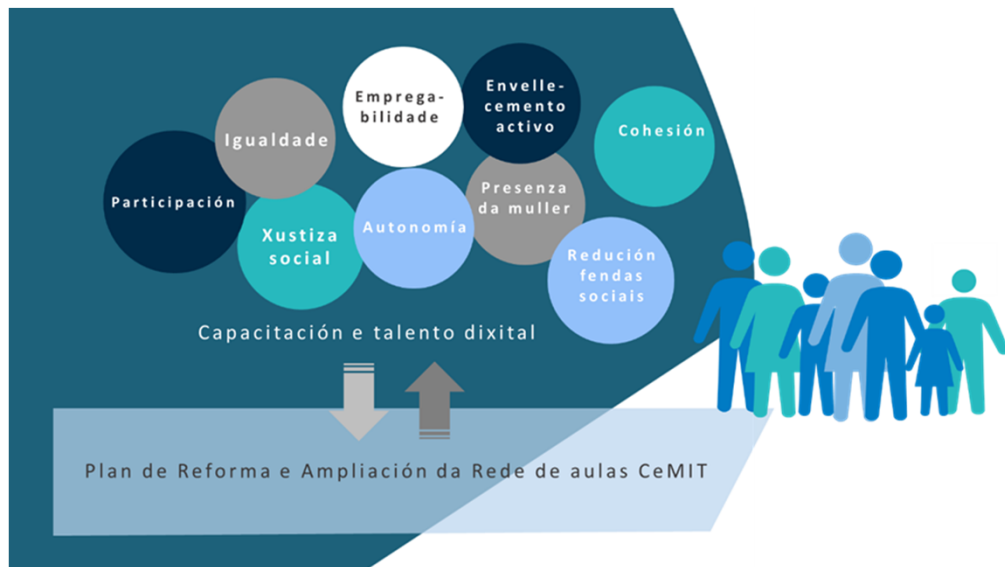 Participación
Igualdade
Xustiza
social
Emprega-
bilidade
Autonomía
Envelle-
cemento
activo
Presenza
da muller
Redución
fendas
sociais
Cohesión
Capacitación e talento dixital
Plan de Reforma e Ampliación da Rede de aulas CeMIT